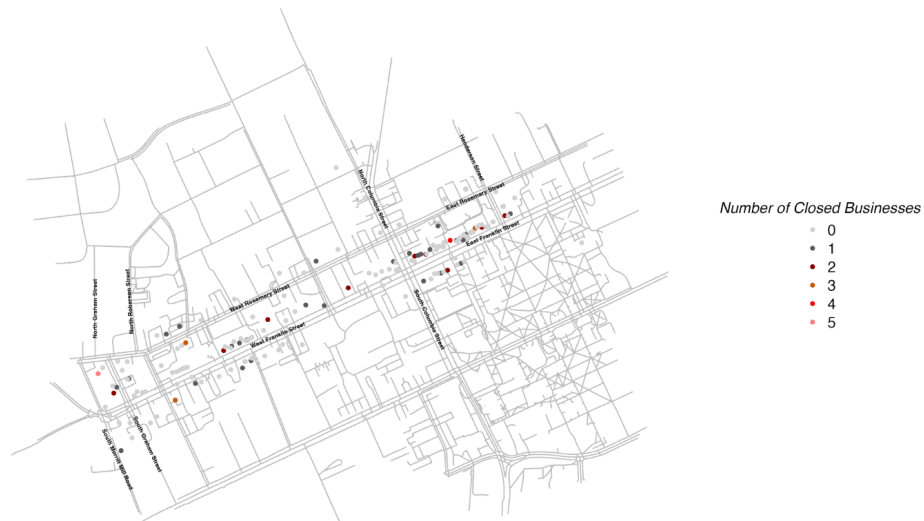 Henderson Street
North Columbia Street
East Rosemary Street
Number of Closed Businesses
0
1
2
3
4
5
East Franklin Street
North Graham Street
North Roberson Street
West Rosemary Street
South Columbia Street
West Franklin Street
South Graham Street
South Merritt Mill Road